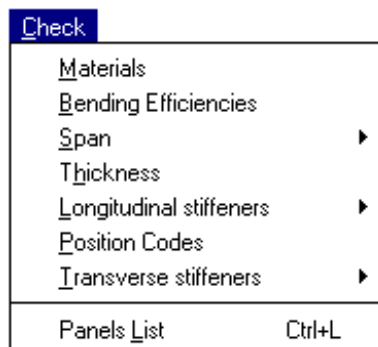 Check
Materials
Bending Efficiencies
Span
Thickness
Longitudinal stiffeners
Position Codes
Transverse stiffeners
Panels List Ctrl+L